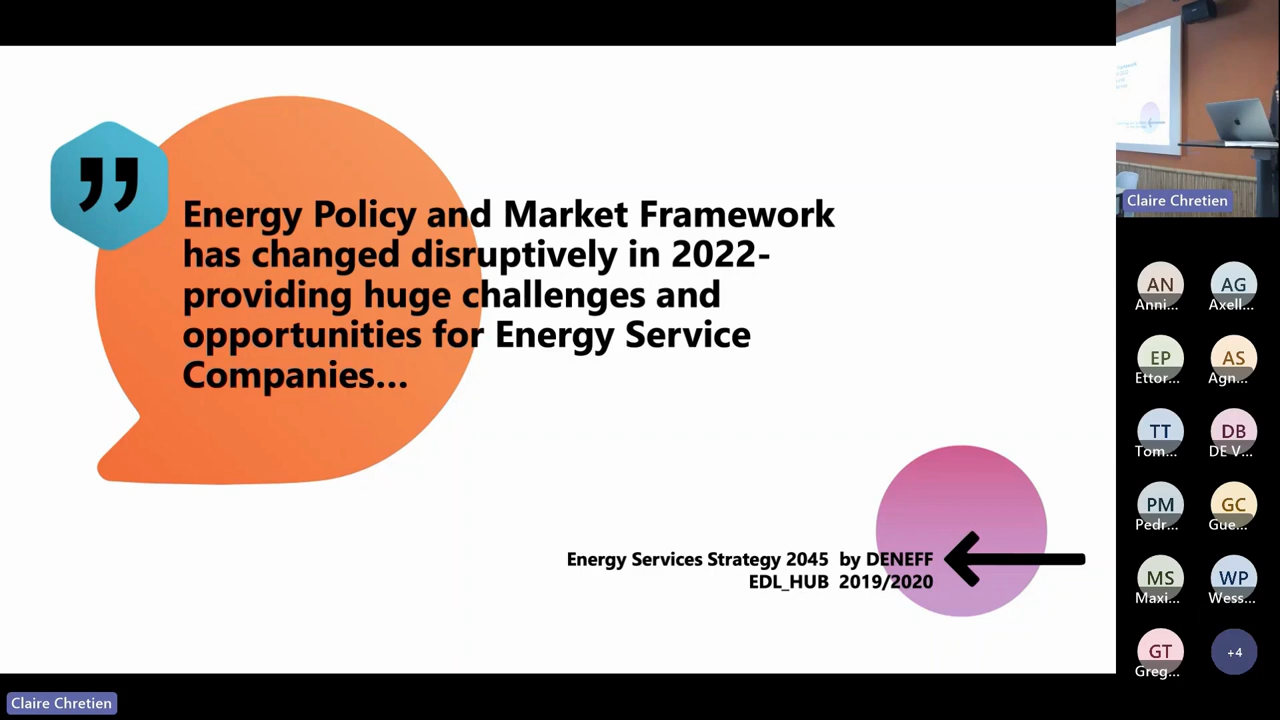 Energy Policy and Market Framework
has changed disruptively in 2022-
providing huge challenges and
opportunities for Energy Service
Companies...
Energy Services Strategy 2045 by DENEFF
EDL_HUB 2019/2020
Claire Chretien
AN
Anni...
AG
Axell...
EP
Ettor...
AS
Agn...
TT
Tom...
DB
DE V...
PM
Pedr...
GC
Gue...
MS
Maxi...
WP
Wess...
GT
Greg...
+4
Claire Chretien